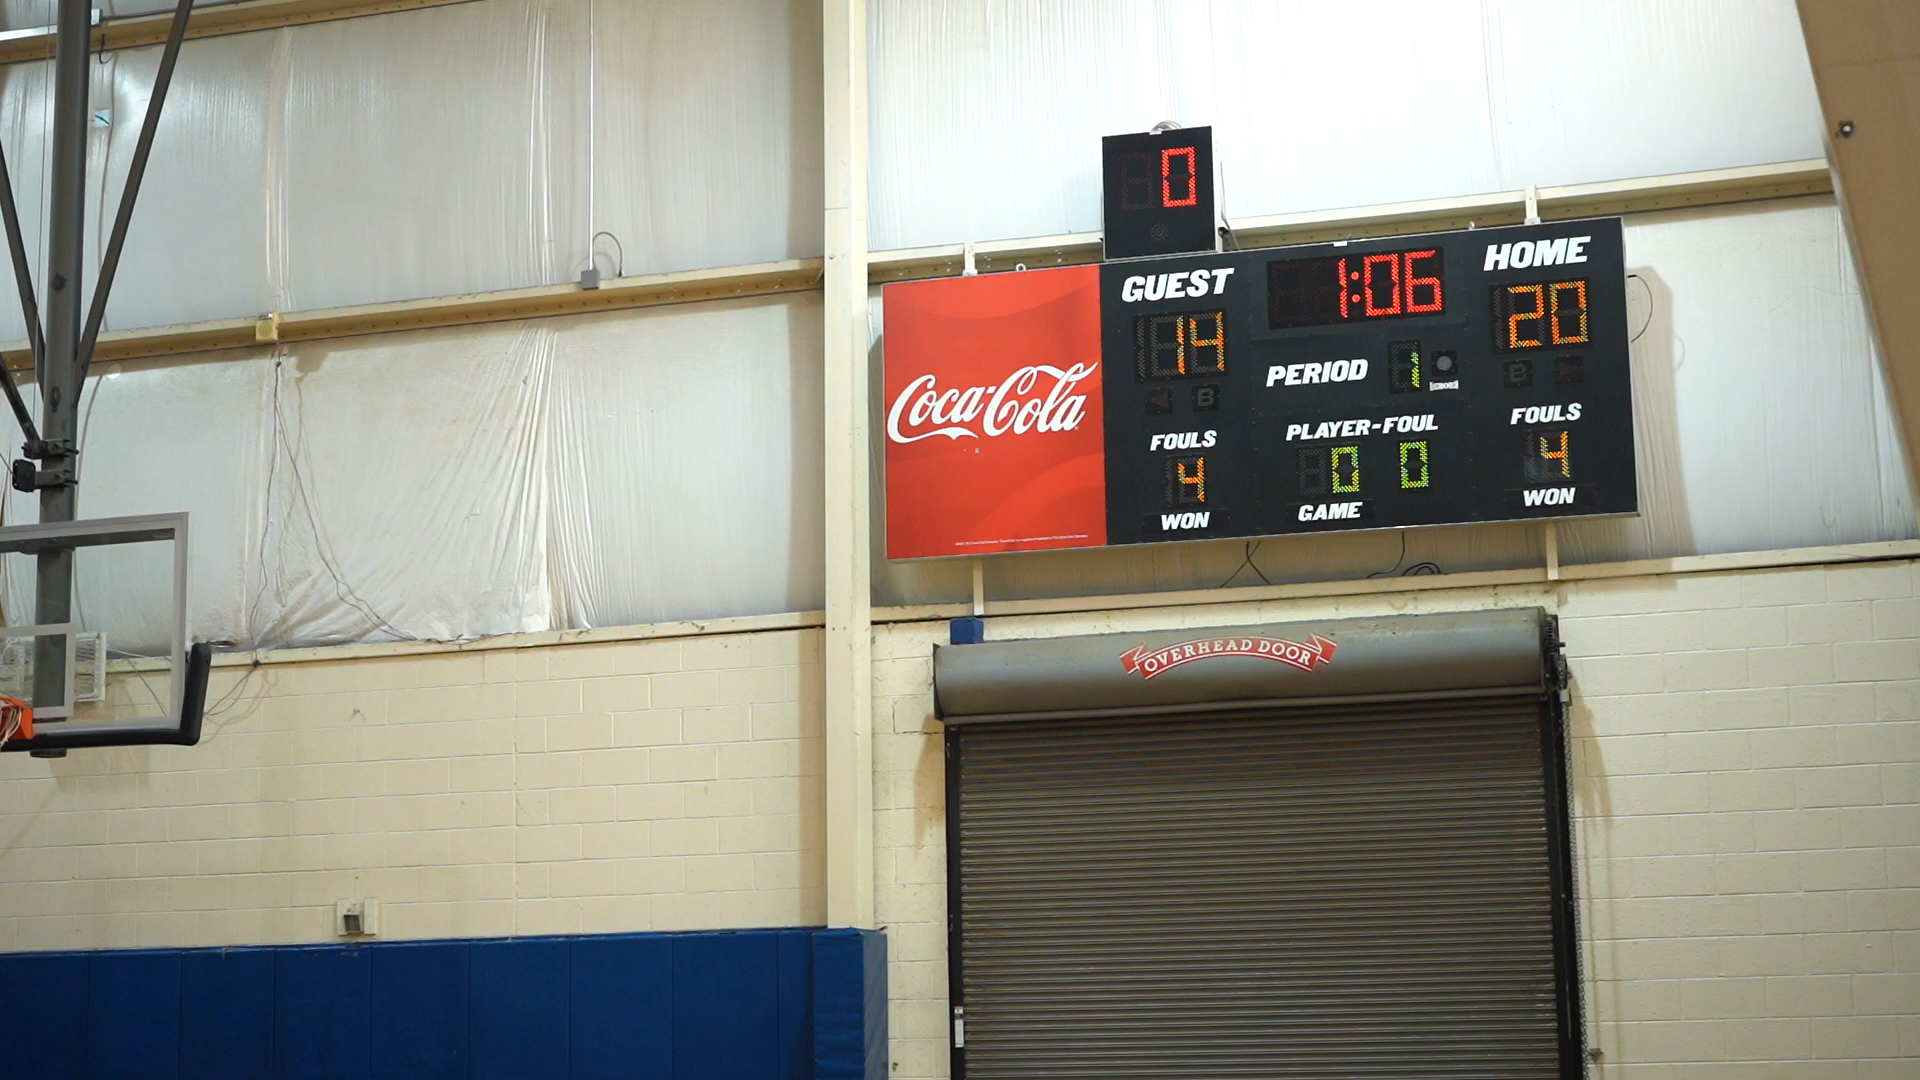 0
GUEST
1:06
HOME
14
20
PERIOD 1
B
B
Coca-Cola
FOULS
PLAYER-FOUL
FOULS
4
0 0
4
WON
GAME
WON
OVERHEAD DOOR